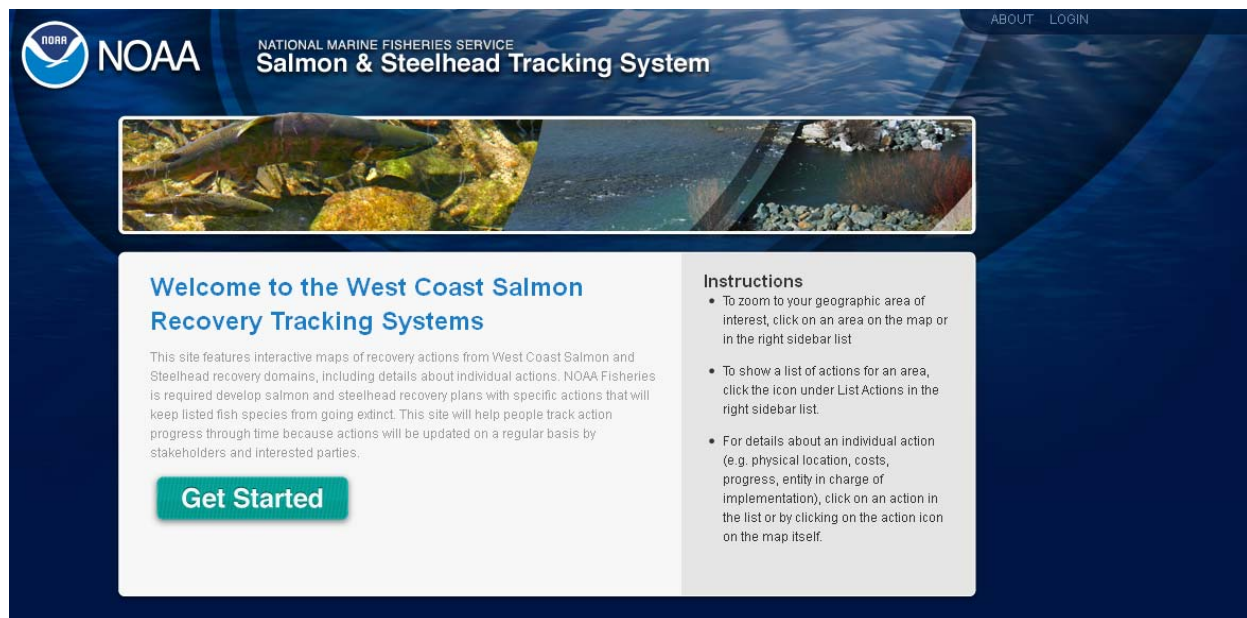 ABOUT LOGIN
NOAA
NOAA
NATIONAL MARINE FISHERIES SERVICE
Salmon & Steelhead Tracking System
Welcome to the West Coast Salmon
Recovery Tracking Systems
This site features interactive maps of recovery actions from West Coast Salmon and
Steelhead recovery domains, including details about individual actions. NOAA Fisheries
is required develop salmon and steelhead recovery plans with specific actions that will
keep listed fish species from going extinct. This site will help people track action
progress through time because actions will be updated on a regular basis by
stakeholders and interested parties.
Get Started
Instructions
• To zoom to your geographic area of
interest, click on an area on the map or
in the right sidebar list
• To show a list of actions for an area,
click the icon under List Actions in the
right sidebar list.
• For details about an individual action
(e.g. physical location, costs,
progress, entity in charge of
implementation), click on an action in
the list or by clicking on the action icon
on the map itself.